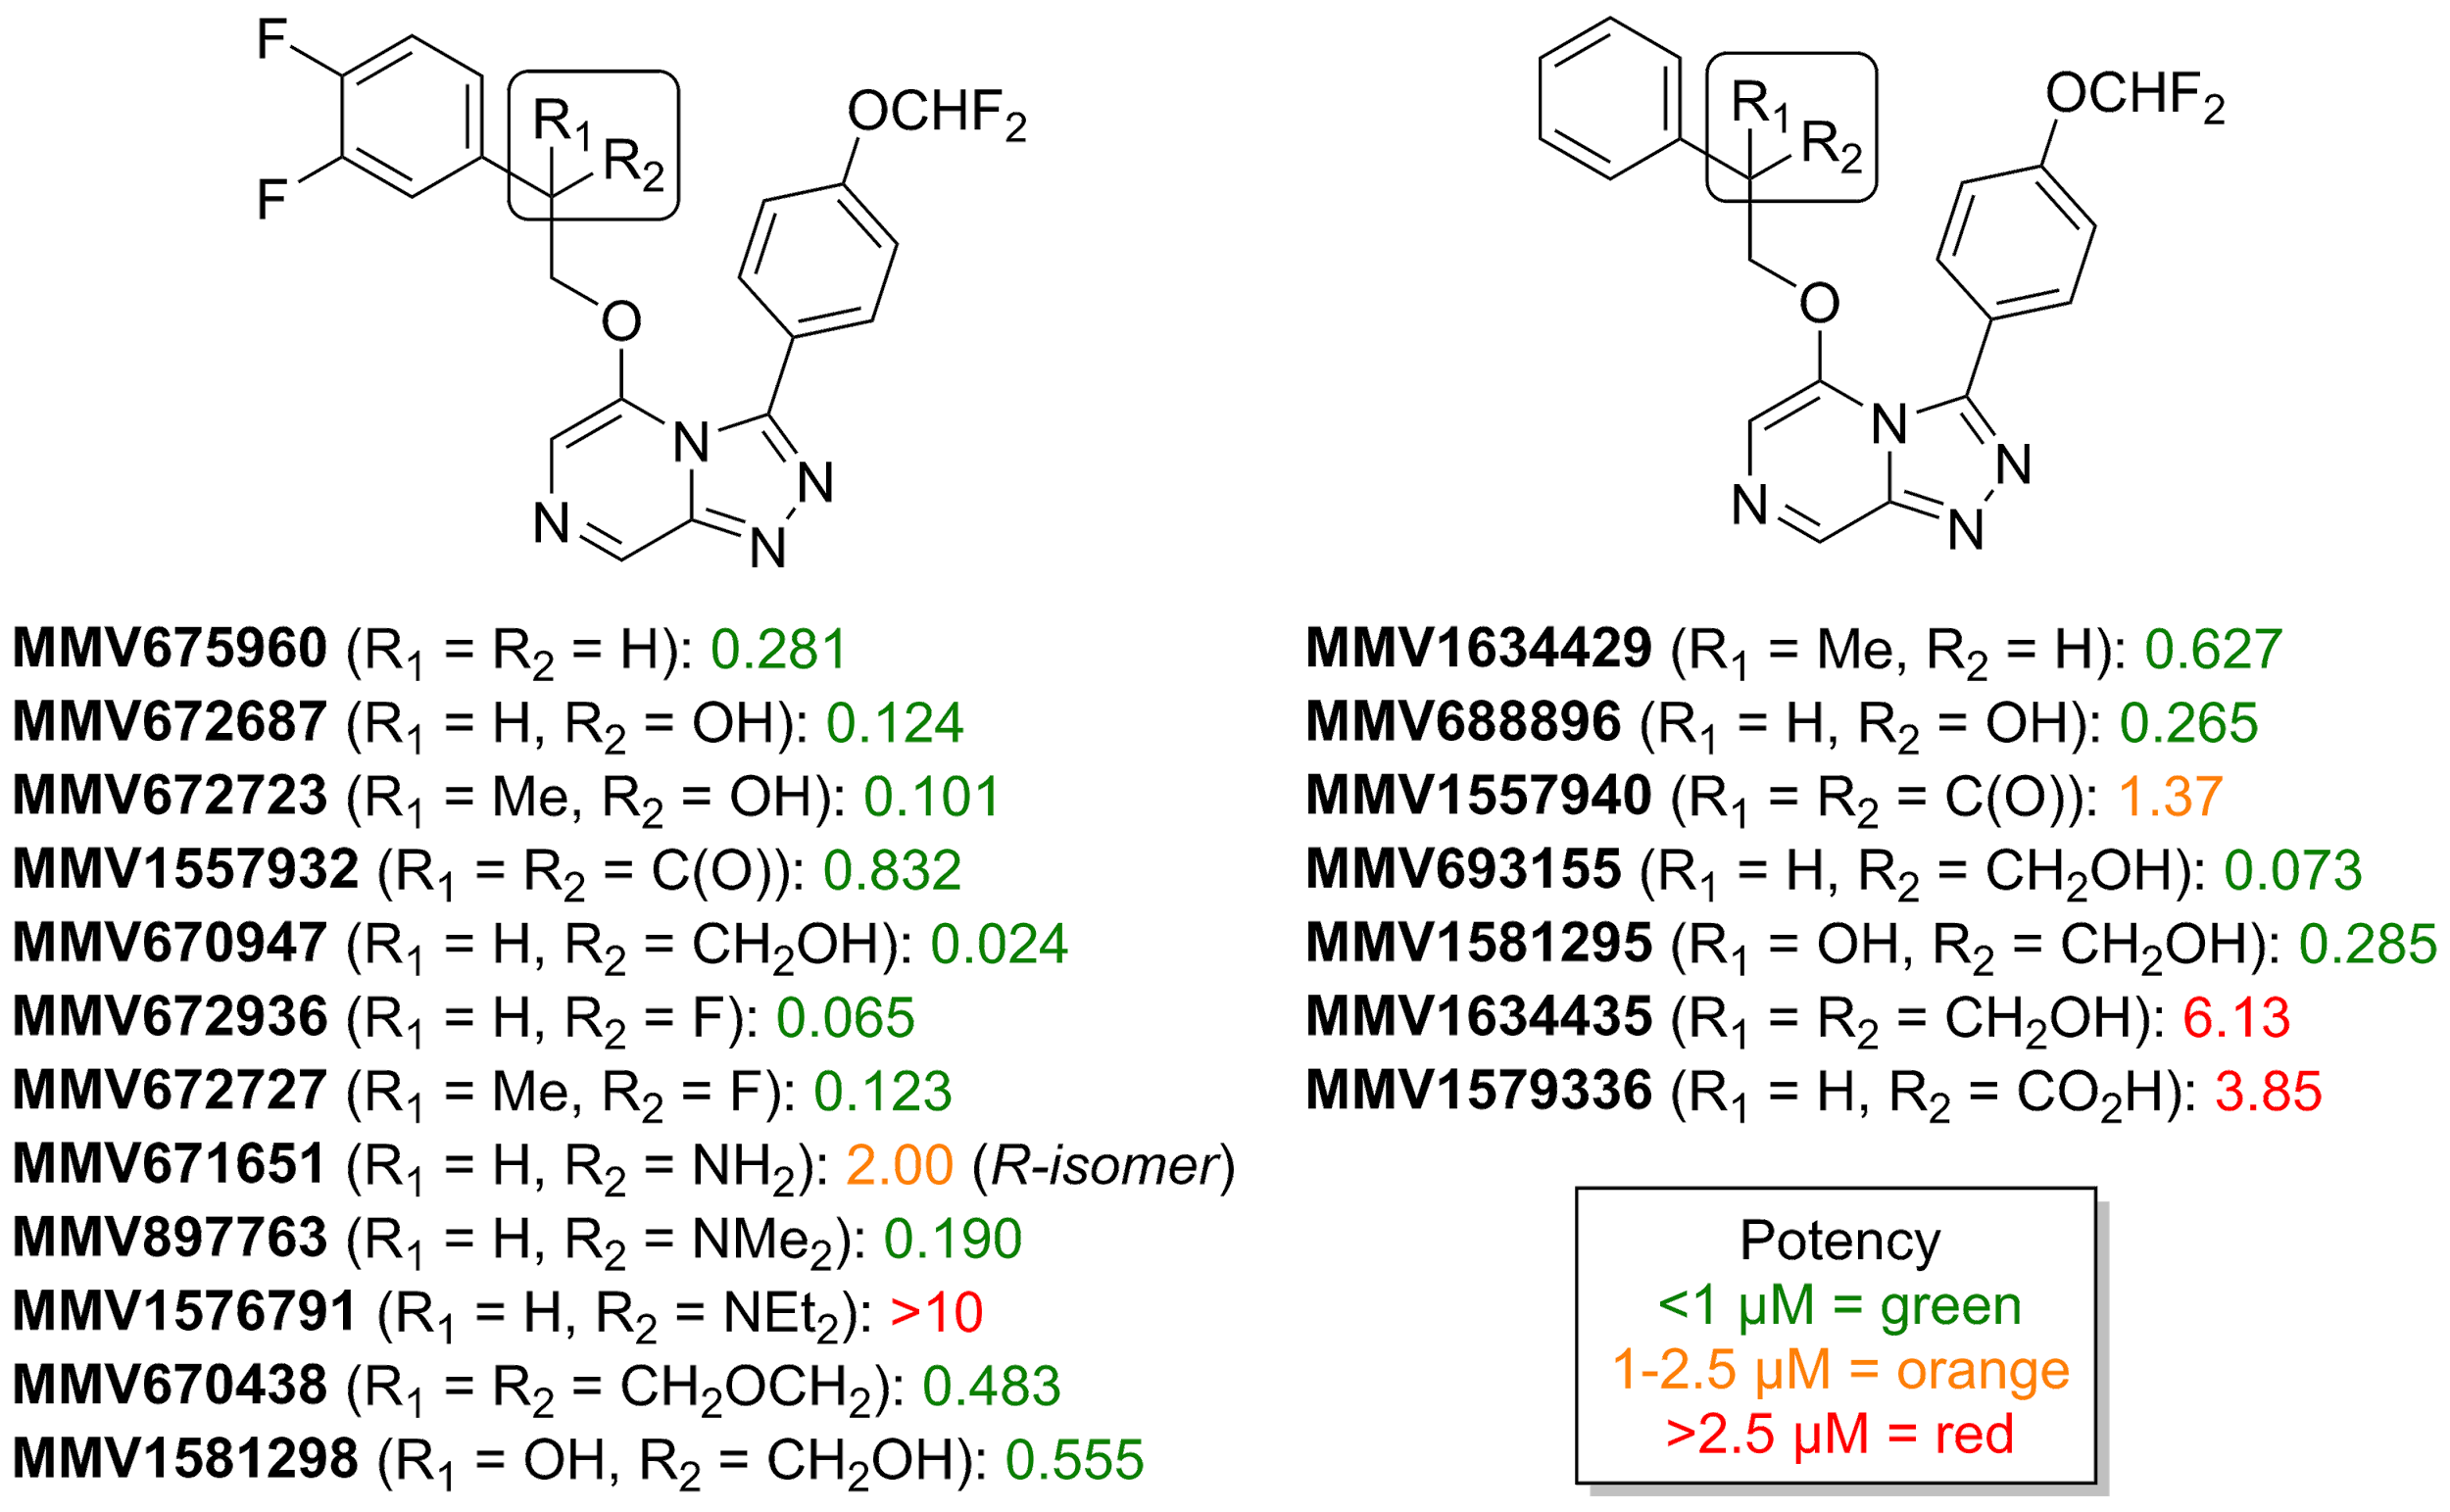 F
F
R1
R2
OCHF2
O
N
N
N
N
R1
R2
OCHF2
O
N
N
N
N
MMV675960 (R1 = R2 = H): 0.281
MMV672687 (R1 = H, R2 = OH): 0.124
MMV672723 (R1 = Me, R2 = OH): 0.101
MMV1557932 (R1 = R2 = C(O)): 0.832
MMV670947 (R1 = H, R2 = CH2OH): 0.024
MMV672936 (R1 = H, R2 = F): 0.065
MMV672727 (R1 = Me, R2 = F): 0.123
MMV671651 (R1 = H, R2 = NH2): 2.00 (R-isomer)
MMV897763 (R1 = H, R2 = NMe2): 0.190
MMV1576791 (R1 = H, R2 = NEt2): >10
MMV670438 (R1 = R2 = CH2OCH2): 0.483
MMV1581298 (R1 = OH, R2 = CH2OH): 0.555
MMV1634429 (R1 = Me, R2 = H): 0.627
MMV688896 (R1 = H, R2 = OH): 0.265
MMV1557940 (R1 = R2 = C(O)): 1.37
MMV693155 (R1 = H, R2 = CH2OH): 0.073
MMV1581295 (R1 = OH, R2 = CH2OH): 0.285
MMV1634435 (R1 = R2 = CH2OH): 6.13
MMV1579336 (R1 = H, R2 = CO2H): 3.85
Potency
<1 µM = green
1-2.5 µM = orange
>2.5 µM = red